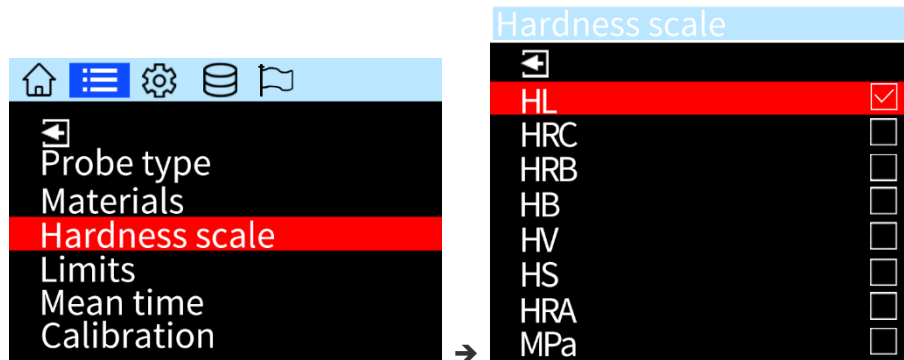 Probe type
Materials
Hardness scale
Limits
Mean time
Calibration
Hardness scale
HL
HRC
HRB
HB
HV
HS
HRA
MPa